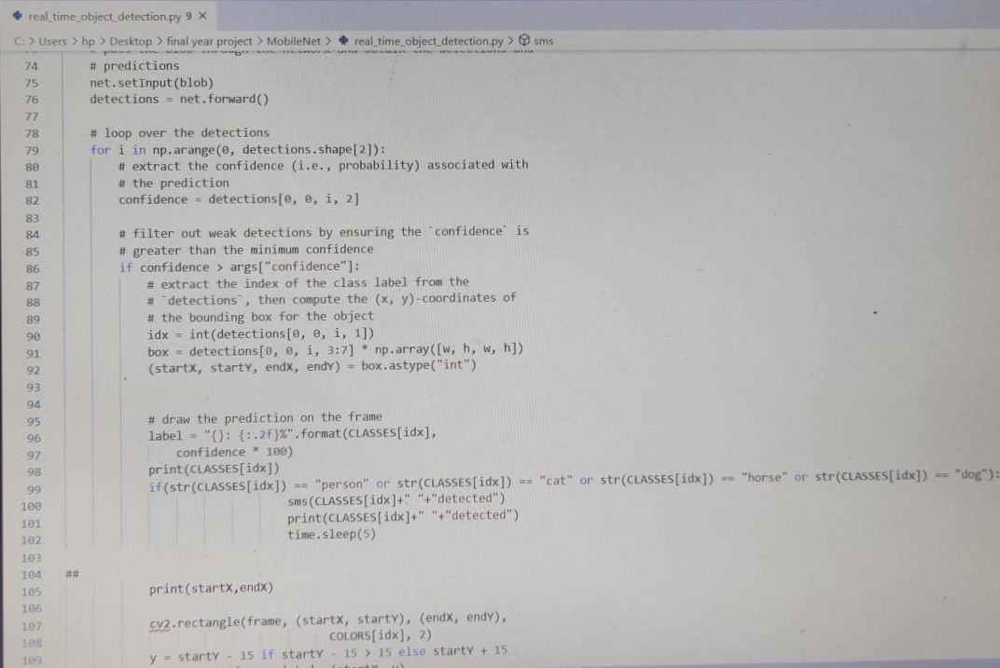 real_time_object_detection.py 9 ×
C: > Users > hp > Desktop > final year project > MobileNet > real_time_object_detection.py > sms
74 # predictions
75 net.setInput(blob)
76 detections = net.forward()
77
78 # loop over the detections
79 for i in np.arange(0, detections.shape[2]):
80 # extract the confidence (i.e., probability) associated with
81 # the prediction
82 confidence = detections[0, 0, i, 2]
83
84 # filter out weak detections by ensuring the `confidence` is
85 # greater than the minimum confidence
86 if confidence > args["confidence"]:
87 # extract the index of the class label from the
88 # `detections`, then compute the (x, y)-coordinates of
89 # the bounding box for the object
90 idx = int(detections[0, 0, i, 1])
91 box = detections[0, 0, i, 3:7] * np.array([w, h, w, h])
92 (startX, startY, endX, endY) = box.astype("int")
93
94
95 # draw the prediction on the frame
96 label = "{}: {:.2f}%".format(CLASSES[idx],
97 confidence * 100)
98 print(CLASSES[idx])
99 if(str(CLASSES[idx]) == "person" or str(CLASSES[idx]) == "cat" or str(CLASSES[idx]) == "horse" or str(CLASSES[idx]) == "dog"):
100 sms(CLASSES[idx]+" "+"detected")
101 print(CLASSES[idx]+" "+"detected")
102 time.sleep(5)
103
104 ##
105 print(startX,endX)
106
107 cv2.rectangle(frame, (startX, startY), (endX, endY),
108 COLORS[idx], 2)
109 y = startY - 15 if startY - 15 > 15 else startY + 15